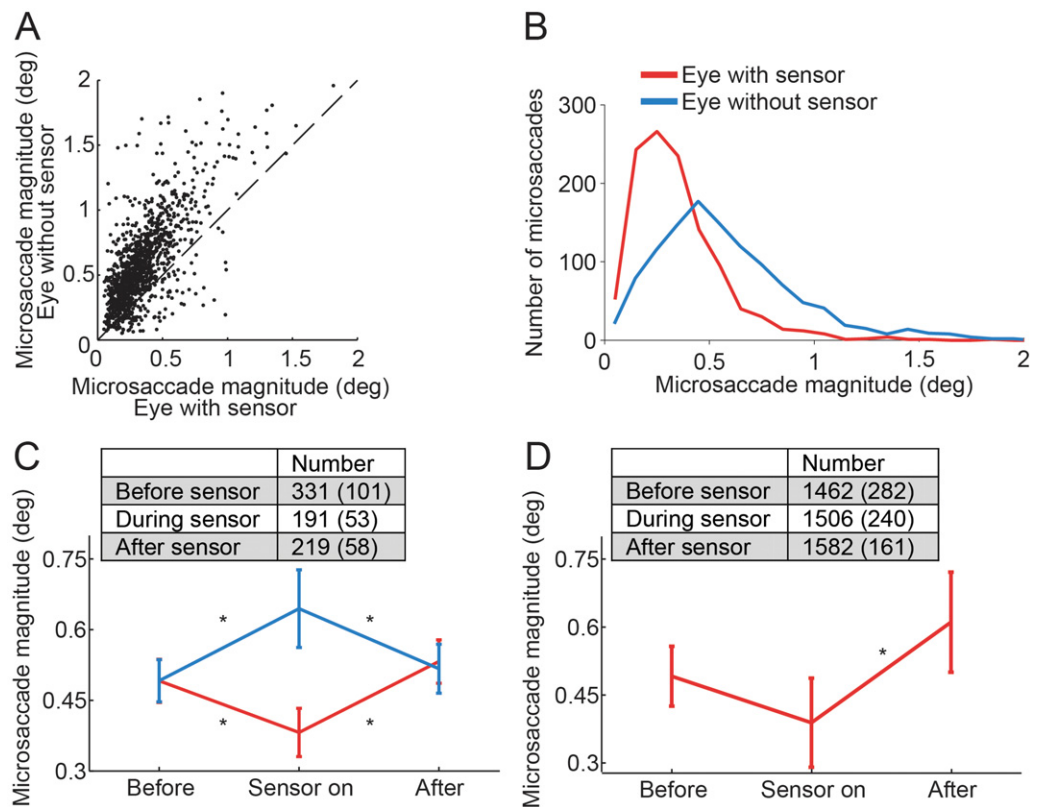 A
Microsaccade magnitude (deg)
Eye without sensor
2
1.5
1
0.5
0
0 0.5 1 1.5 2
Microsaccade magnitude (deg)
Eye with sensor
B
Eye with sensor
Eye without sensor
Number of microsaccades
300
200
100
0
0 0.5 1 1.5 2
Microsaccade magnitude (deg)
C
Number
Before sensor 331 (101)
During sensor 191 (53)
After sensor 219 (58)
Microsaccade magnitude (deg)
0.75
0.6
0.45
0.3
* *
* *
Before Sensor on After
D
Number
Before sensor 1462 (282)
During sensor 1506 (240)
After sensor 1582 (161)
Microsaccade magnitude (deg)
0.75
0.6
0.45
0.3
*
Before Sensor on After